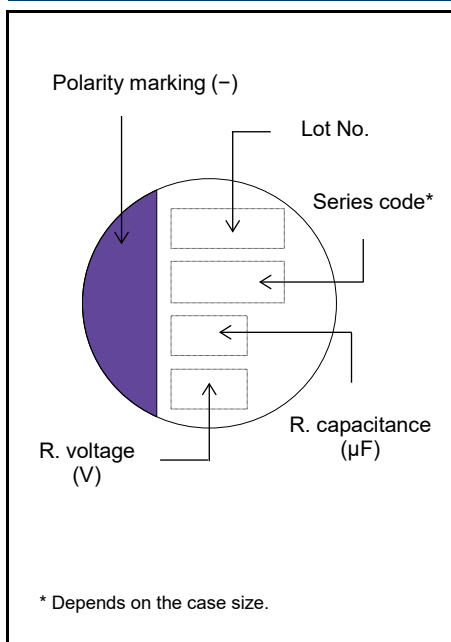 Polarity marking (−)
Lot No.
Series code*
R. voltage
(V)
R. capacitance
(µF)
* Depends on the case size.